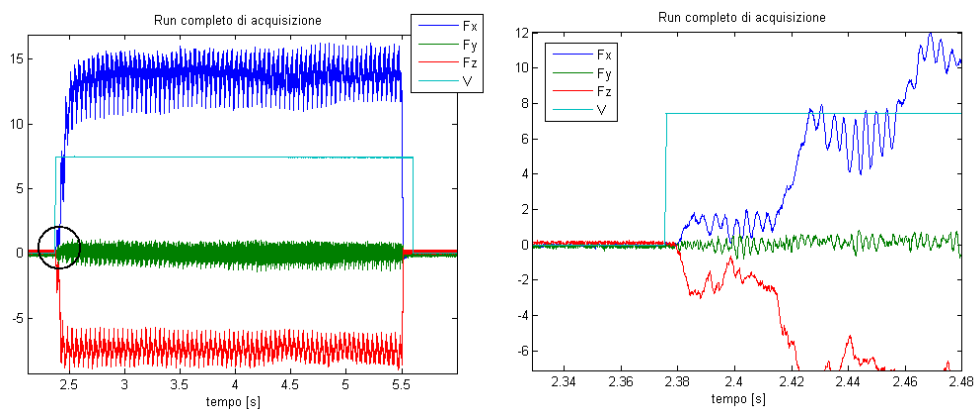 Run completo di acquisizione
Fx
Fy
Fz
V
15
10
5
0
-5
2.5
3
3.5
4
4.5
5
5.5
tempo [s]
Run completo di acquisizione
Fx
Fy
Fz
V
12
10
8
6
4
2
0
-2
-4
-6
2.34
2.36
2.38
2.4
2.42
2.44
2.46
2.48
tempo [s]